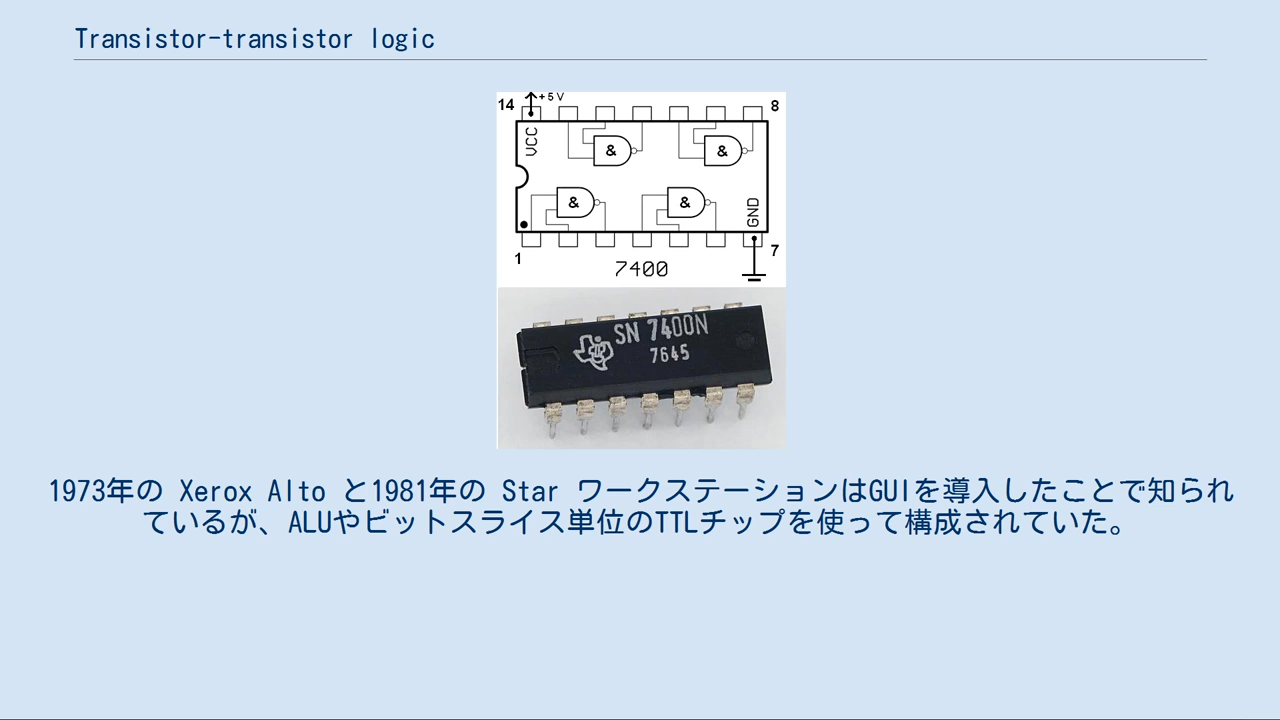 Transistor-transistor logic
14 +5V 8
VCC
& &
& &
GND
1 7
7400
SN 7400N
7645
1973年の Xerox Alto と1981年の Star ワークステーションはGUIを導入したことで知られ
ているが、ALUやビットスライス単位のTTLチップを使って構成されていた。